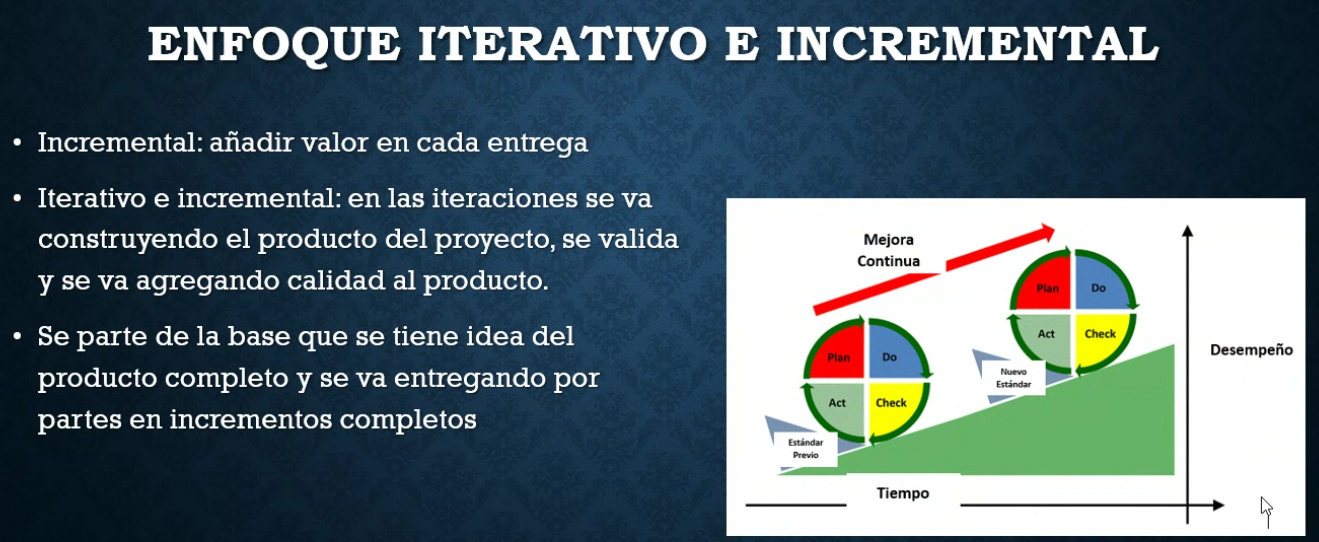 ENFOQUE ITERATIVO E INCREMENTAL
• Incremental: añadir valor en cada entrega
• Iterativo e incremental: en las iteraciones se va
construyendo el producto del proyecto, se valida
y se va agregando calidad al producto.
• Se parte de la base que se tiene idea del
producto completo y se va entregando por
partes en incrementos completos
Mejora
Continua
Plan
Do
Act
Check
Nuevo
Estándar
Desempeño
Plan
Do
Act
Check
Estándar
Previo
Tiempo